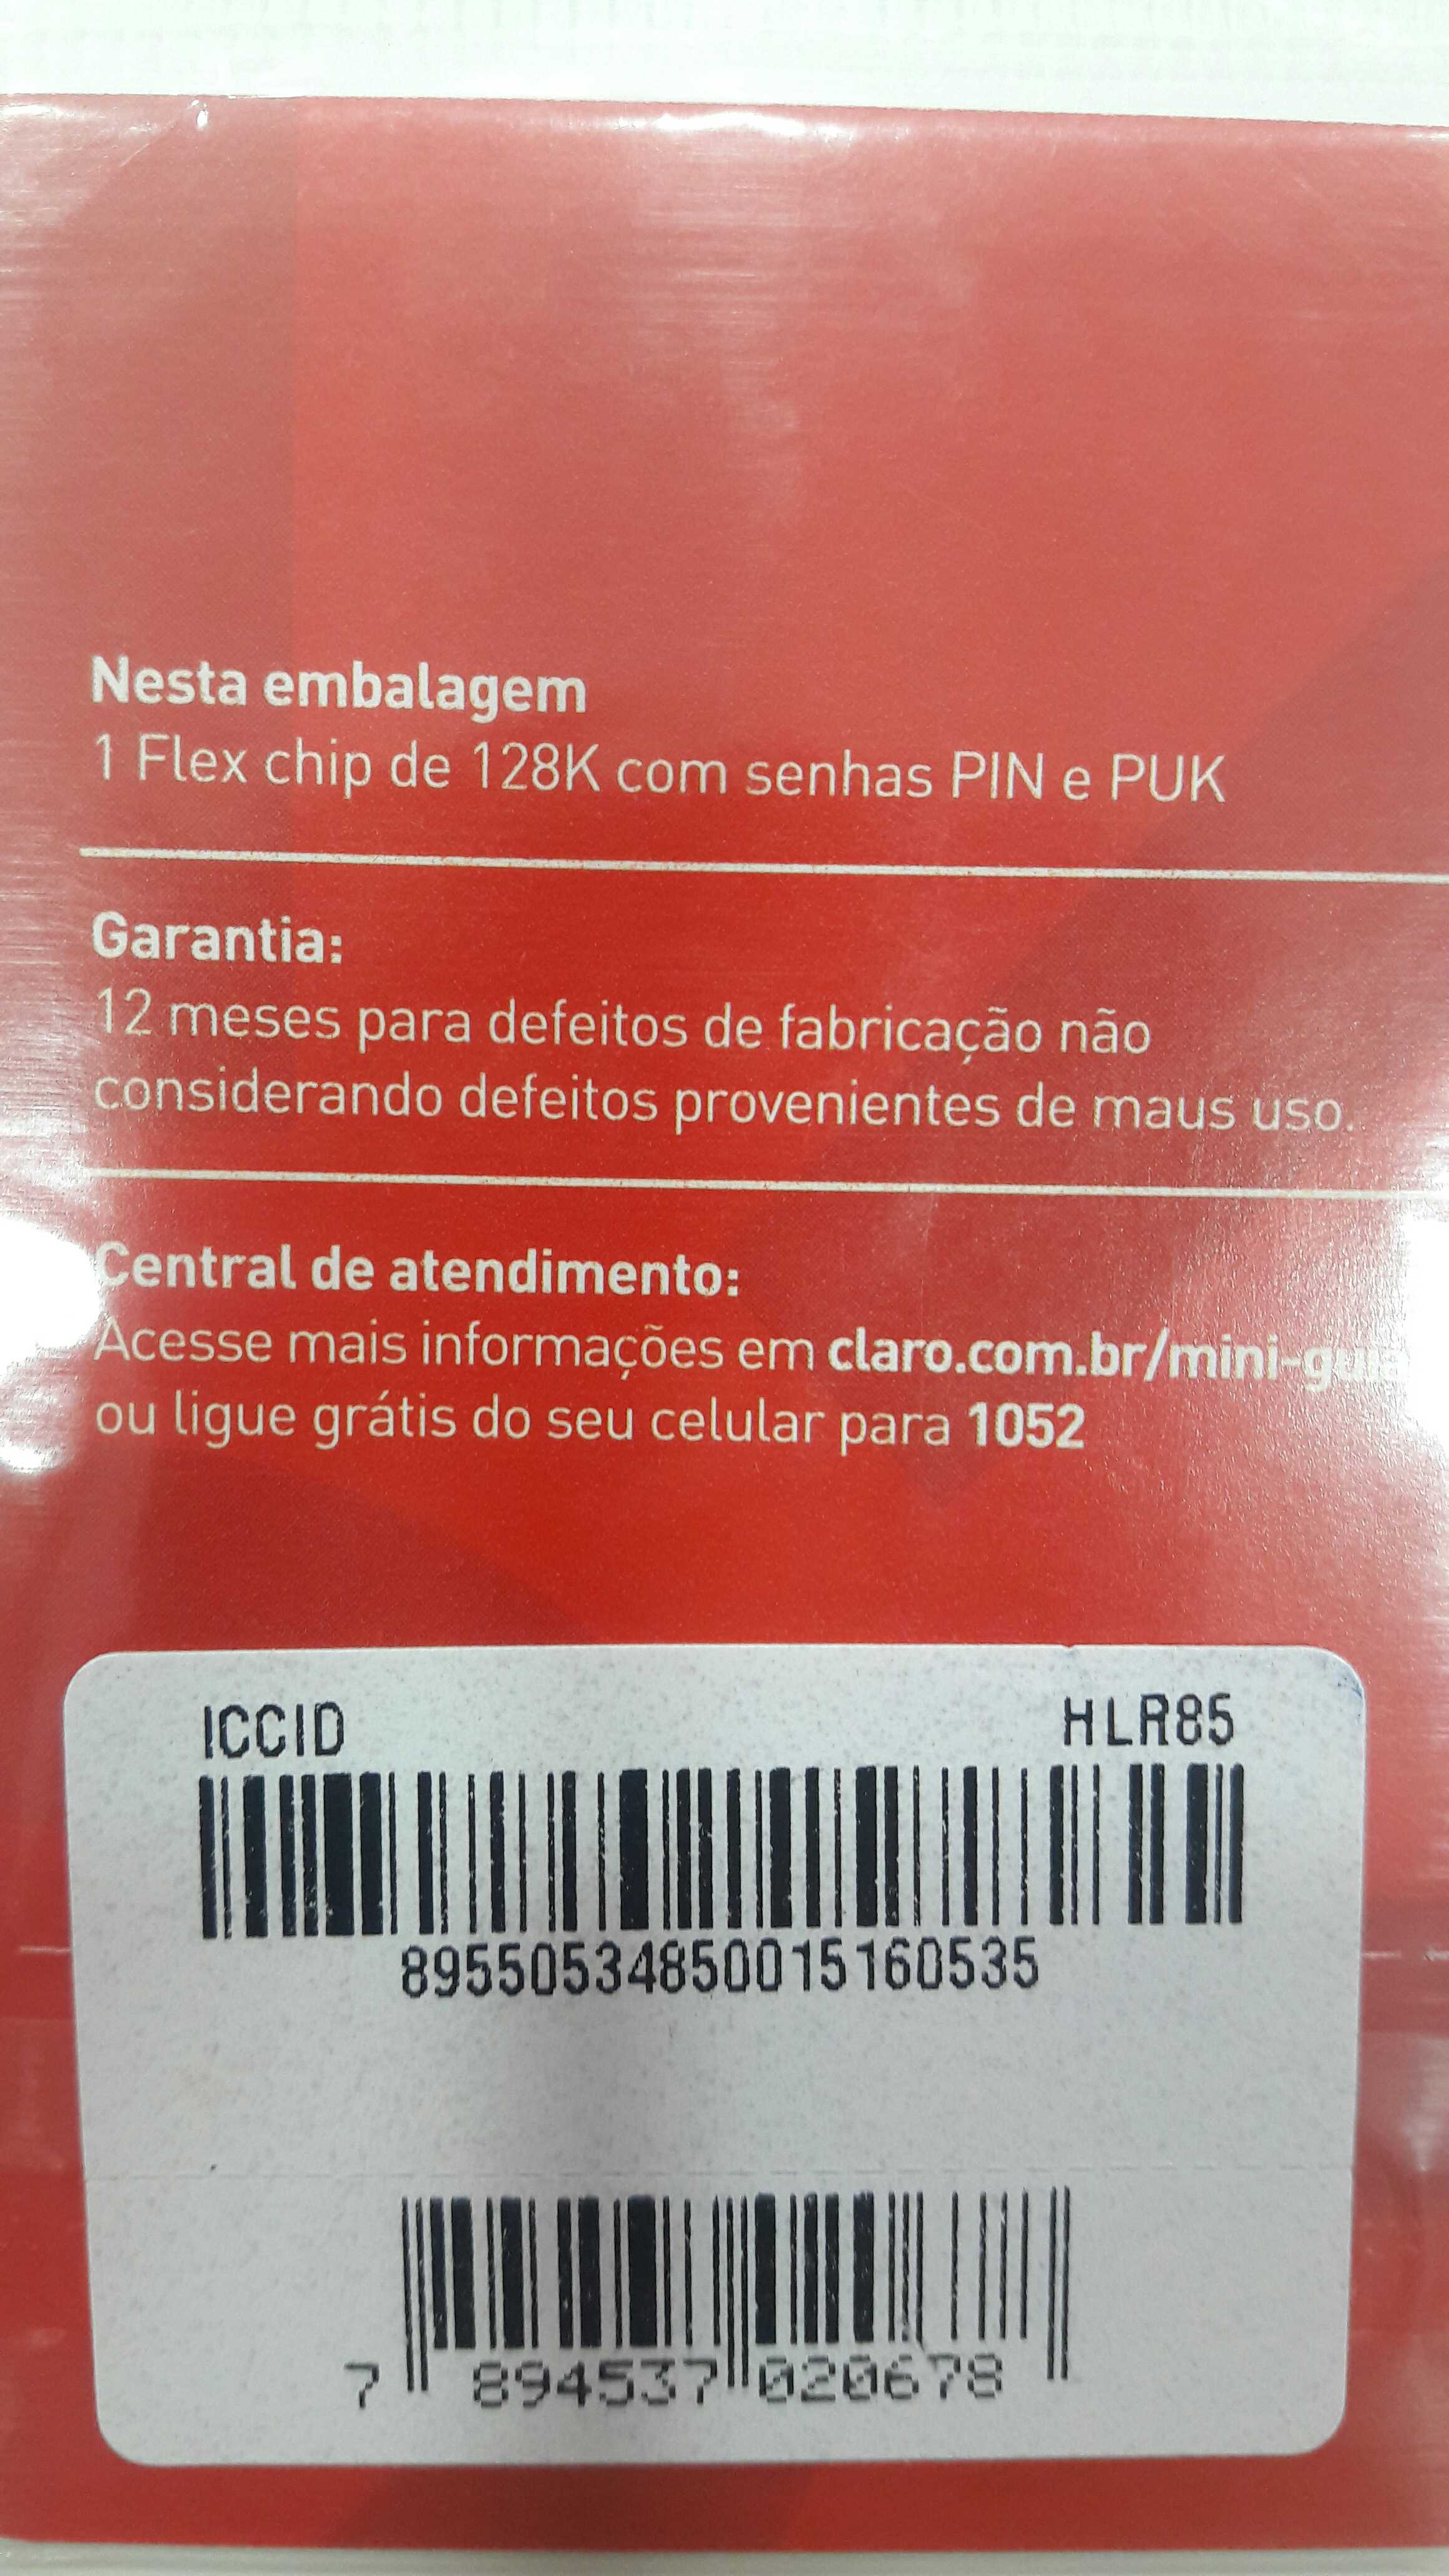 Nesta embalagem
1 Flex chip de 128K com senhas PIN e PUK
Garantia:
12 meses para defeitos de fabricação não
considerando defeitos provenientes de maus uso.
Central de atendimento:
Acesse mais informações em claro.com.br/mini-guia
ou ligue grátis do seu celular para 1052
ICCID HLR85
89550534850015160535
7 894537 020678